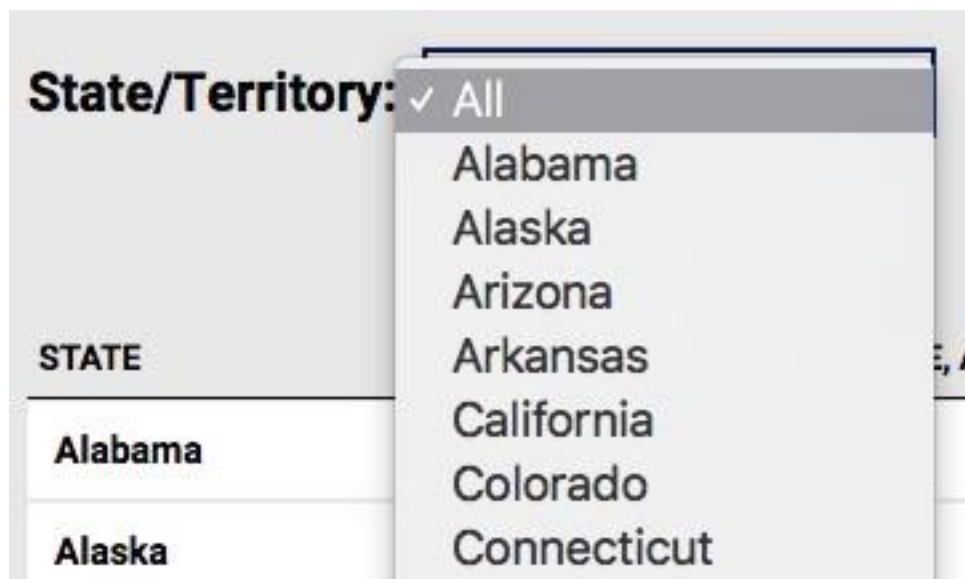 State/Territory:
✓ All
Alabama
Alaska
Arizona
Arkansas
California
Colorado
Connecticut
STATE
Alabama
Alaska